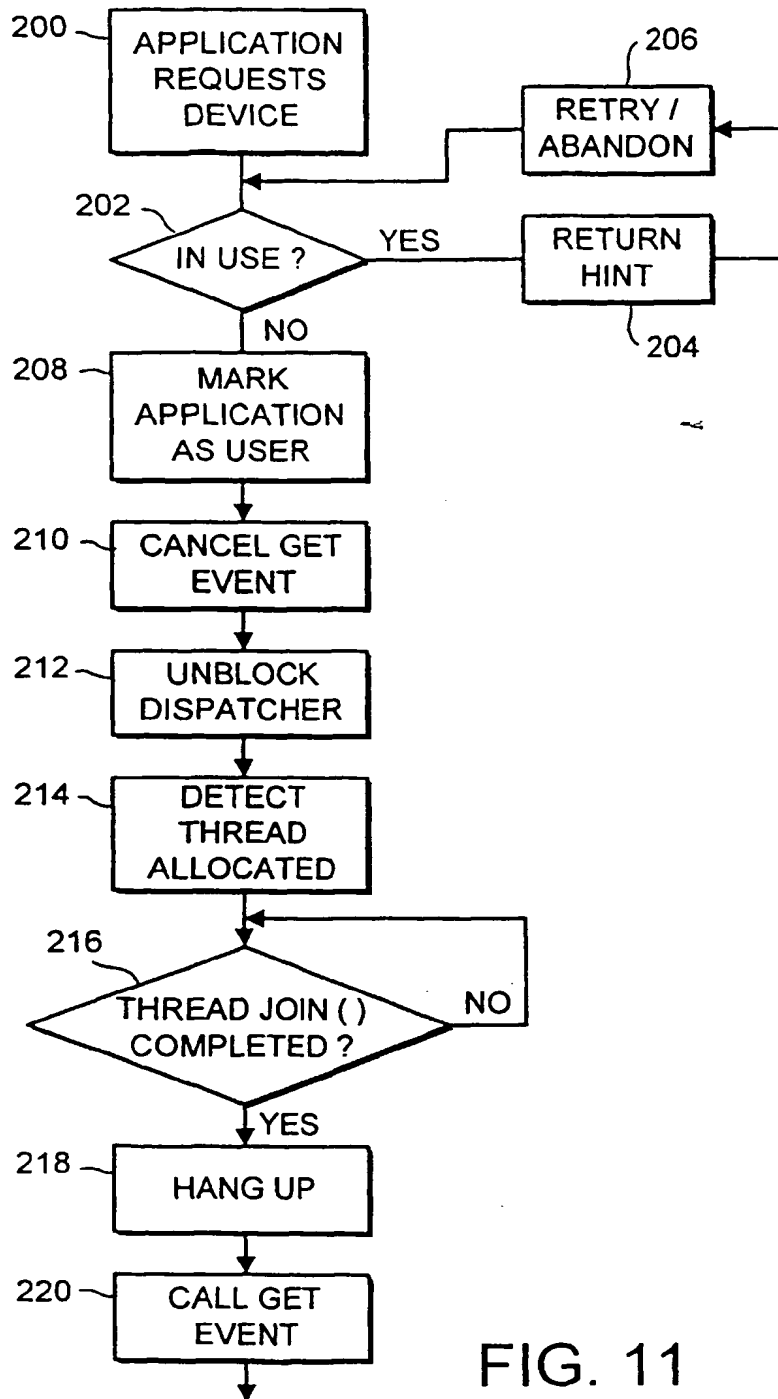 200
APPLICATION
REQUESTS
DEVICE
206
RETRY /
ABANDON
202
IN USE ?
YES
RETURN
HINT
204
NO
208
MARK
APPLICATION
AS USER
210
CANCEL GET
EVENT
212
UNBLOCK
DISPATCHER
214
DETECT
THREAD
ALLOCATED
216
THREAD JOIN ( )
COMPLETED ?
NO
YES
218
HANG UP
220
CALL GET
EVENT
FIG. 11